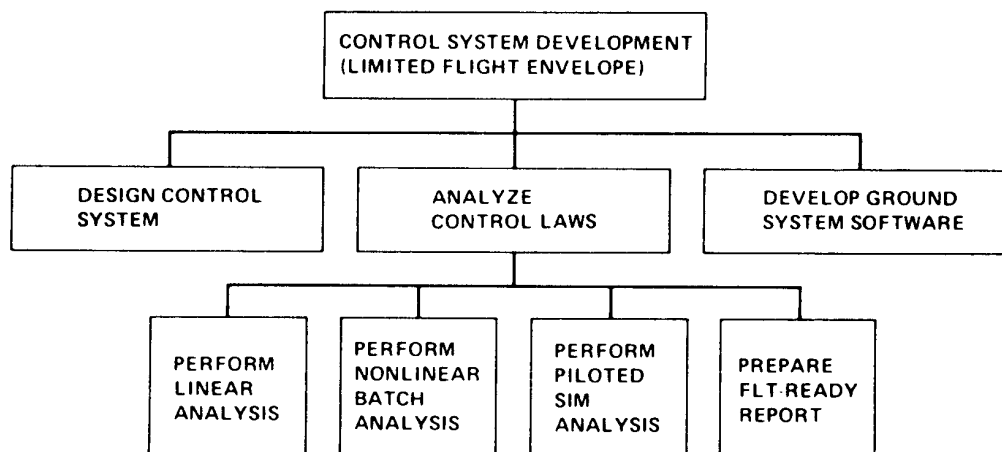 CONTROL SYSTEM DEVELOPMENT
(LIMITED FLIGHT ENVELOPE)
DESIGN CONTROL
SYSTEM
ANALYZE
CONTROL LAWS
DEVELOP GROUND
SYSTEM SOFTWARE
PERFORM
LINEAR
ANALYSIS
PERFORM
NONLINEAR
BATCH
ANALYSIS
PERFORM
PILOTED
SIM
ANALYSIS
PREPARE
FLT-READY
REPORT